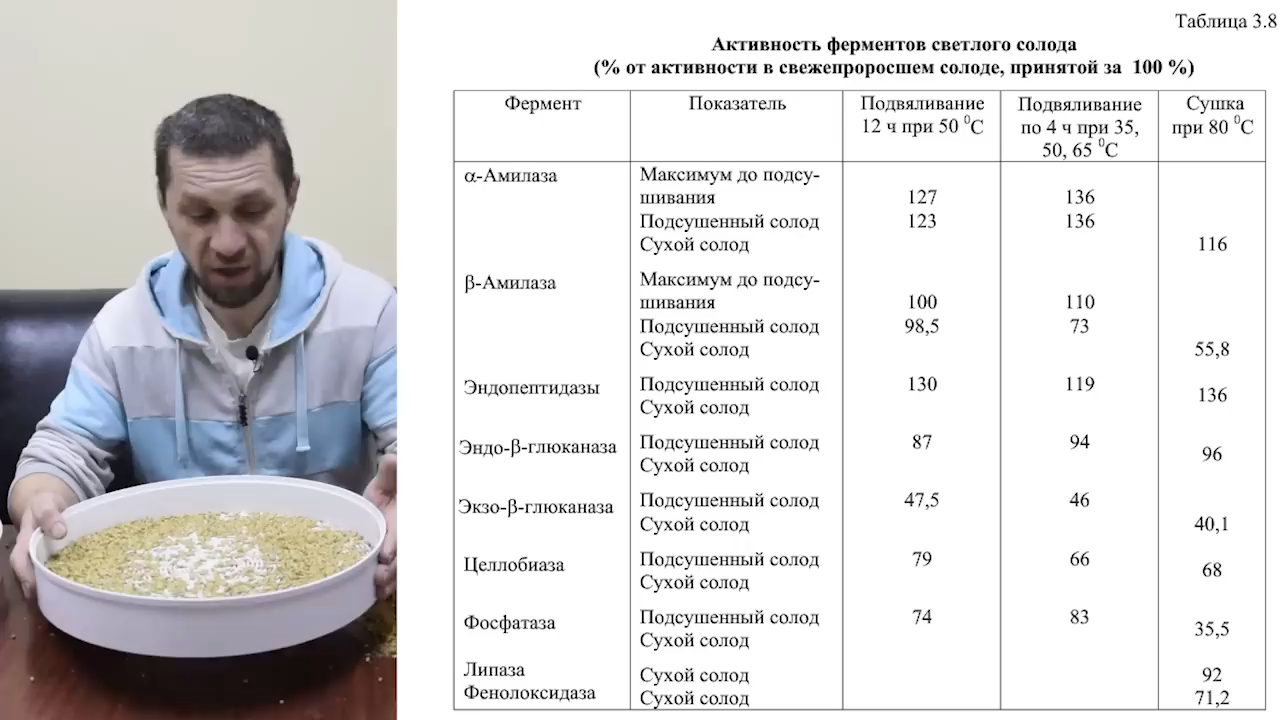 Таблица 3.8
Активность ферментов светлого солода
(% от активности в свежепроросшем солоде, принятой за 100 %)
Фермент Показатель Подвяливание 12 ч при 50 ⁰С Подвяливание по 4 ч при 35, 50, 65 ⁰С Сушка при 80 ⁰С
α-Амилаза Максимум до подсу-
шивания 127 136
Подсушенный солод 123 136
Сухой солод 116
β-Амилаза Максимум до подсу-
шивания 100 110
Подсушенный солод 98,5 73
Сухой солод 55,8
Эндопептидазы Подсушенный солод 130 119
Сухой солод 136
Эндо-β-глюканаза Подсушенный солод 87 94
Сухой солод 96
Экзо-β-глюканаза Подсушенный солод 47,5 46
Сухой солод 40,1
Целлобиаза Подсушенный солод 79 66
Сухой солод 68
Фосфатаза Подсушенный солод 74 83
Сухой солод 35,5
Липаза Сухой солод 92
Фенолоксидаза Сухой солод 71,2